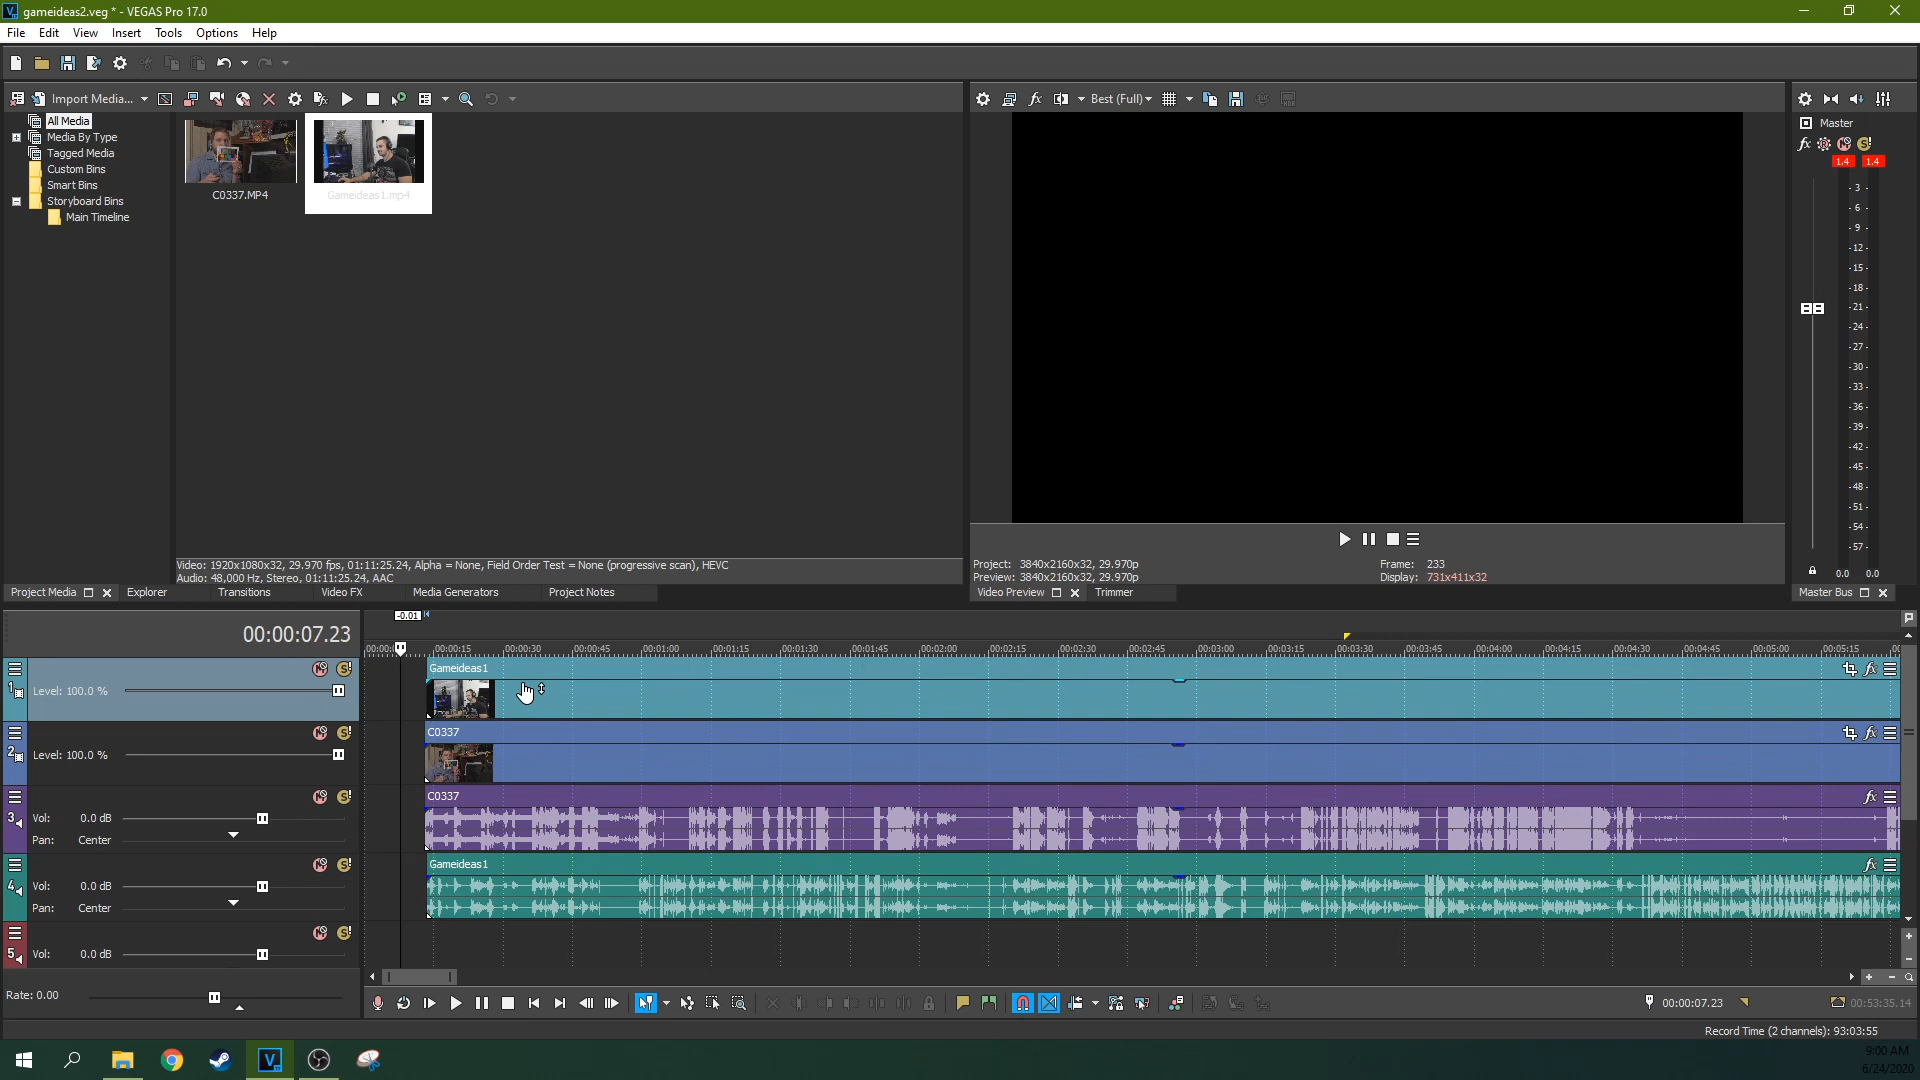 gameideas2.veg * - VEGAS Pro 17.0
File Edit View Insert Tools Options Help
Import Media...
Best (Full)
All Media
Media By Type
Tagged Media
Custom Bins
Smart Bins
Storyboard Bins
Main Timeline
C0337.MP4
Gameideas1.mp4
Master
1.4 1.4
- 3 -
- 6 -
- 9 -
-12-
-15-
-18-
-21-
-24-
-27-
-30-
-33-
-36-
-39-
-42-
-45-
-48-
-51-
-54-
-57-
0.0 0.0
Video: 1920x1080x32, 29.970 fps, 01:11:25.24, Alpha = None, Field Order Test = None (progressive scan), HEVC
Audio: 48,000 Hz, Stereo, 01:11:25.24, AAC
Project: 3840x2160x32, 29.970p
Preview: 3840x2160x32, 29.970p
Frame: 233
Display: 731x411x32
Project Media Explorer Transitions Video FX Media Generators Project Notes
Video Preview Trimmer
Master Bus
-0.01
00:00:07.23
00:00: 00:00:15 00:00:30 00:00:45 00:01:00 00:01:15 00:01:30 00:01:45 00:02:00 00:02:15 00:02:30 00:02:45 00:03:00 00:03:15 00:03:30 00:03:45 00:04:00 00:04:15 00:04:30 00:04:45 00:05:00 00:05:15 00
1 Level: 100.0 %
Gameideas1
2 Level: 100.0 %
C0337
3 Vol: 0.0 dB
Pan: Center
C0337
4 Vol: 0.0 dB
Pan: Center
Gameideas1
5 Vol: 0.0 dB
Rate: 0.00
00:00:07.23
00:53:35.14
Record Time (2 channels): 93:03:55
9:00 AM
6/24/2020